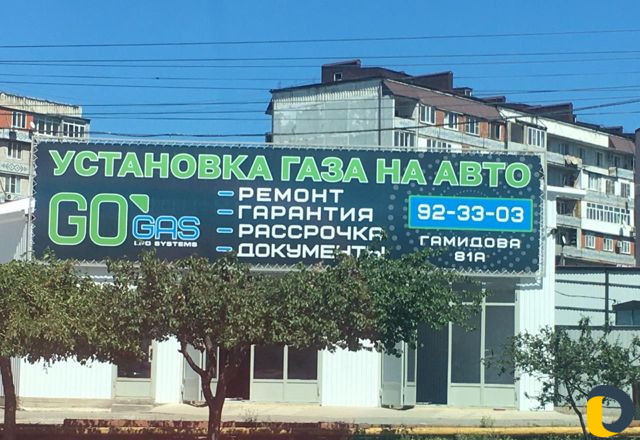 УСТАНОВКА ГАЗА НА АВТО
GO GAS
LPG SYSTEMS
- РЕМОНТ
- ГАРАНТИЯ
- РАССРОЧКА
- ДОКУМЕНТЫ
92-33-03
ГАМИДОВА
81А